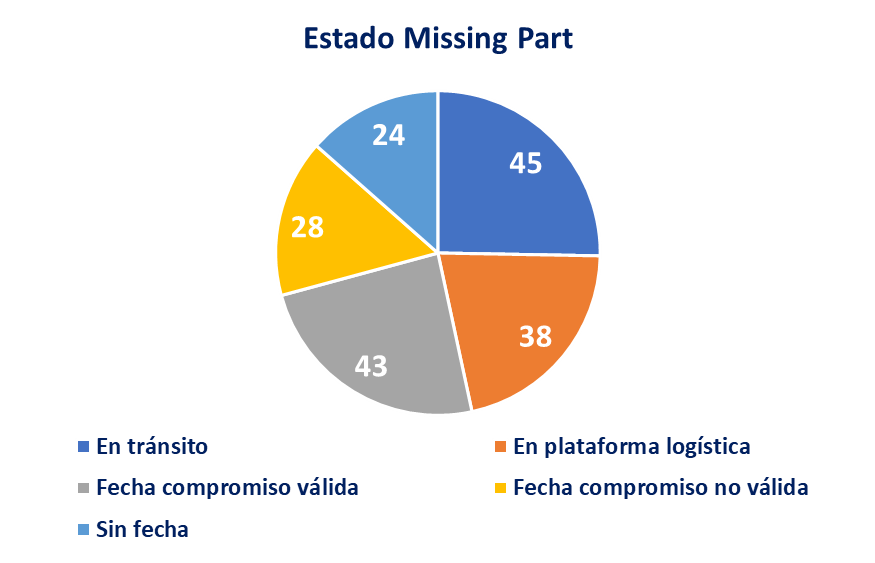 Estado Missing Part
24
45
28
38
43
En tránsito
En plataforma logística
Fecha compromiso válida
Fecha compromiso no válida
Sin fecha